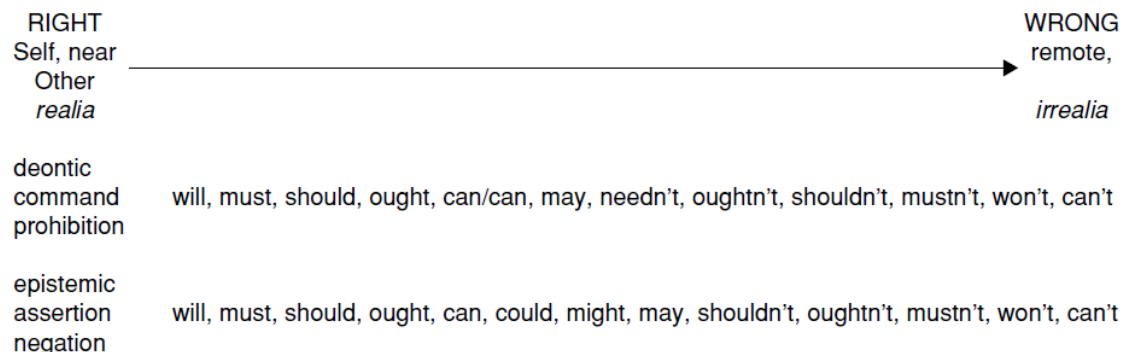 RIGHT
Self, near
Other
realia
WRONG
remote,
irrealia
deontic
command
prohibition
will, must, should, ought, can/can, may, needn't, oughtn't, shouldn't, mustn't, won't, can't
epistemic
assertion
negation
will, must, should, ought, can, could, might, may, shouldn't, oughtn't, mustn't, won't, can't